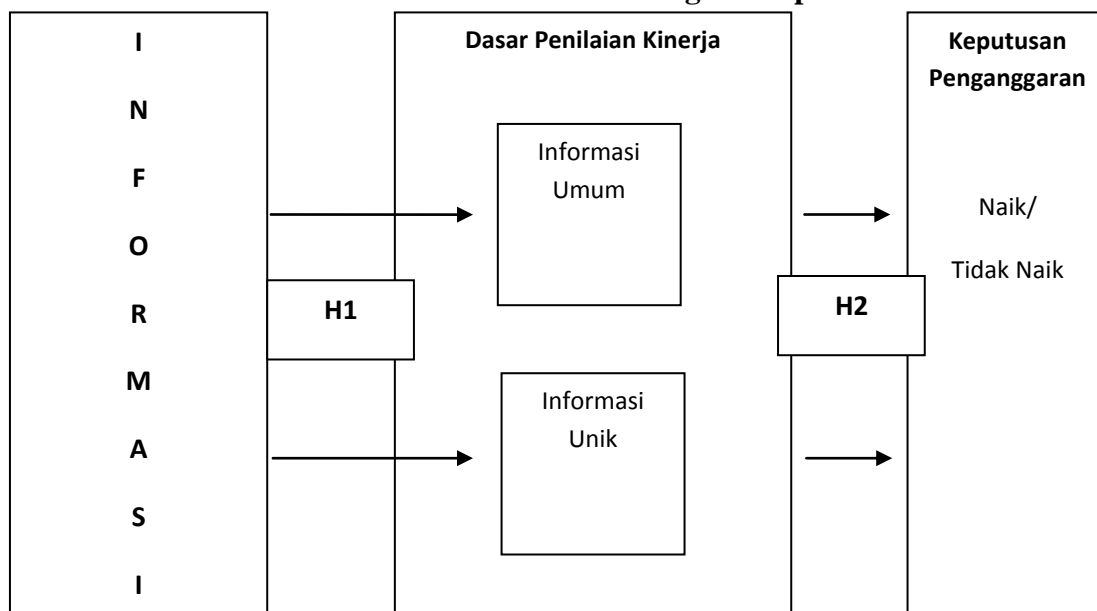 I
N
F
O
R
M
A
S
I
H1
Dasar Penilaian Kinerja
Informasi
Umum
Informasi
Unik
H2
Keputusan
Penganggaran
Naik/
Tidak Naik